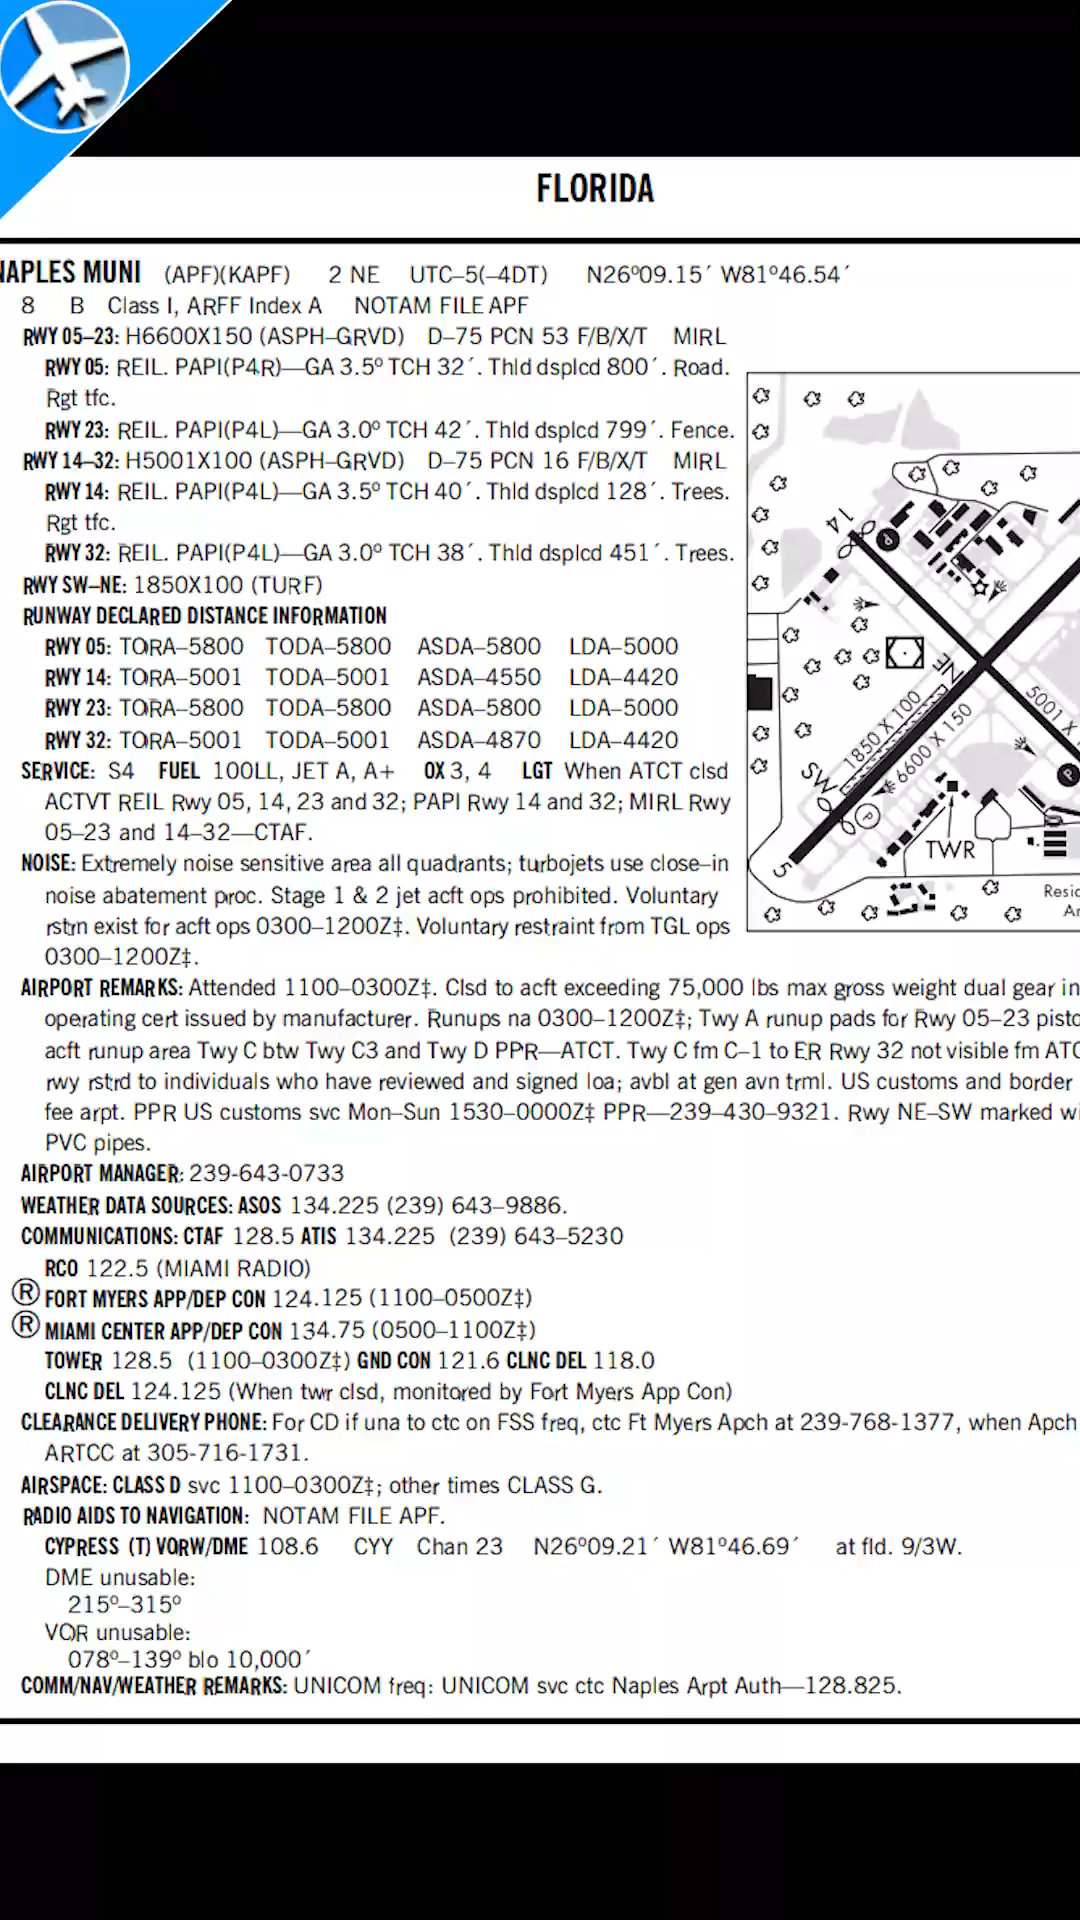 FLORIDA
NAPLES MUNI (APF)(KAPF) 2 NE UTC–5(–4DT) N26º09.15´ W81º46.54´
8 B Class I, ARFF Index A NOTAM FILE APF
RWY 05–23: H6600X150 (ASPH–GRVD) D–75 PCN 53 F/B/X/T MIRL
RWY 05: REIL. PAPI(P4R)—GA 3.5º TCH 32´. Thld dsplcd 800´. Road.
Rgt tfc.
RWY 23: REIL. PAPI(P4L)—GA 3.0º TCH 42´. Thld dsplcd 799´. Fence.
RWY 14–32: H5001X100 (ASPH–GRVD) D–75 PCN 16 F/B/X/T MIRL
RWY 14: REIL. PAPI(P4L)—GA 3.5º TCH 40´. Thld dsplcd 128´. Trees.
Rgt tfc.
RWY 32: REIL. PAPI(P4L)—GA 3.0º TCH 38´. Thld dsplcd 451´. Trees.
RWY SW–NE: 1850X100 (TURF)
RUNWAY DECLARED DISTANCE INFORMATION
RWY 05: TORA–5800 TODA–5800 ASDA–5800 LDA–5000
RWY 14: TORA–5001 TODA–5001 ASDA–4550 LDA–4420
RWY 23: TORA–5800 TODA–5800 ASDA–5800 LDA–5000
RWY 32: TORA–5001 TODA–5001 ASDA–4870 LDA–4420
SERVICE: S4 FUEL 100LL, JET A, A+ OX 3, 4 LGT When ATCT clsd
ACTVT REIL Rwy 05, 14, 23 and 32; PAPI Rwy 14 and 32; MIRL Rwy
05–23 and 14–32—CTAF.
NOISE: Extremely noise sensitive area all quadrants; turbojets use close–in
noise abatement proc. Stage 1 & 2 jet acft ops prohibited. Voluntary
rstrn exist for acft ops 0300–1200Z‡. Voluntary restraint from TGL ops
0300–1200Z‡.
14
NE
1850 X 100
6600 X 150
5001 X
SW
P
P
P
TWR
5
AIRPORT REMARKS: Attended 1100–0300Z‡. Clsd to acft exceeding 75,000 lbs max gross weight dual gear in
operating cert issued by manufacturer. Runups na 0300–1200Z‡; Twy A runup pads for Rwy 05–23
acft runup area Twy C btw Twy C3 and Twy D PPR—ATCT. Twy C fm C–1 to ER Rwy 32 not visible fm
rwy rstrd to individuals who have reviewed and signed loa; avbl at gen avn trml. US customs and border
fee arpt. PPR US customs svc Mon–Sun 1530–0000Z‡ PPR—239–430–9321. Rwy NE–SW marked
PVC pipes.
AIRPORT MANAGER: 239-643-0733
WEATHER DATA SOURCES: ASOS 134.225 (239) 643–9886.
COMMUNICATIONS: CTAF 128.5 ATIS 134.225 (239) 643–5230
RCO 122.5 (MIAMI RADIO)
Ⓡ FORT MYERS APP/DEP CON 124.125 (1100–0500Z‡)
Ⓡ MIAMI CENTER APP/DEP CON 134.75 (0500–1100Z‡)
TOWER 128.5 (1100–0300Z‡) GND CON 121.6 CLNC DEL 118.0
CLNC DEL 124.125 (When twr clsd, monitored by Fort Myers App Con)
CLEARANCE DELIVERY PHONE: For CD if una to ctc on FSS freq, ctc Ft Myers Apch at 239-768-1377, when Apch
ARTCC at 305-716-1731.
AIRSPACE: CLASS D svc 1100–0300Z‡; other times CLASS G.
RADIO AIDS TO NAVIGATION: NOTAM FILE APF.
CYPRESS (T) VORW/DME 108.6 CYY Chan 23 N26º09.21´ W81º46.69´ at fld. 9/3W.
DME unusable:
215º–315º
VOR unusable:
078º–139º blo 10,000´
COMM/NAV/WEATHER REMARKS: UNICOM freq: UNICOM svc ctc Naples Arpt Auth—128.825.